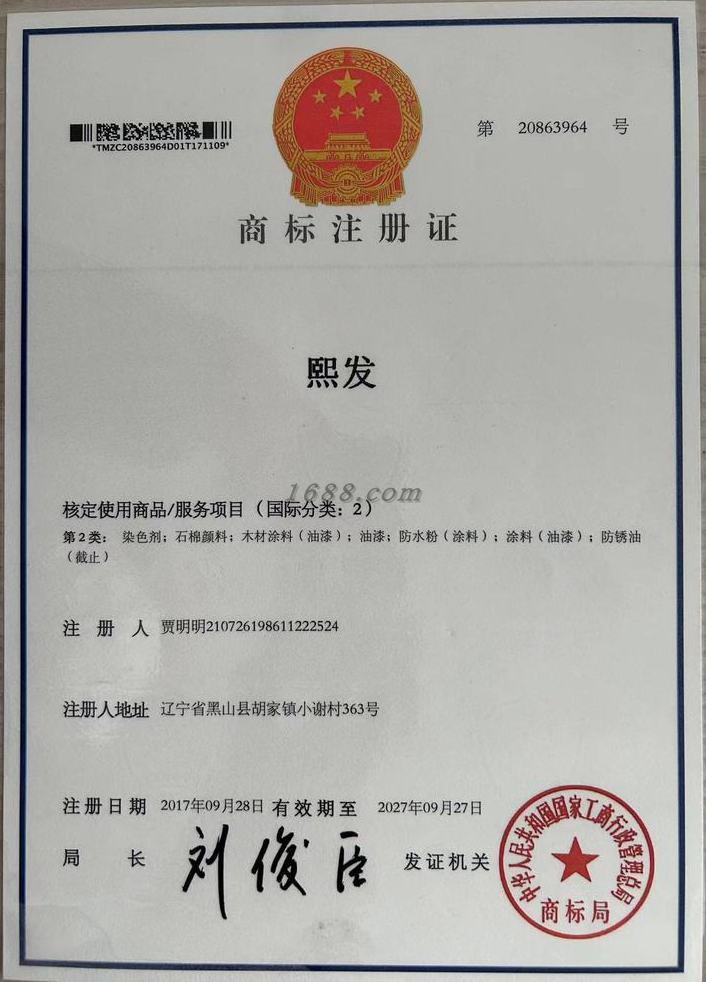 *TMZC20863964D01T171109*
第 20863964 号
商标注册证
熙发
1688.com
核定使用商品/服务项目（国际分类：2）
第2类：染色剂；石棉颜料；木材涂料（油漆）；油漆；防水粉（涂料）；涂料（油漆）；防锈油
（截止）
注册人 贾明明210726198611222524
注册人地址 辽宁省黑山县胡家镇小谢村363号
注册日期 2017年09月28日 有效期至 2027年09月27日
局长 刘俊臣 发证机关
中华人民共和国国家工商行政管理总局
商标局